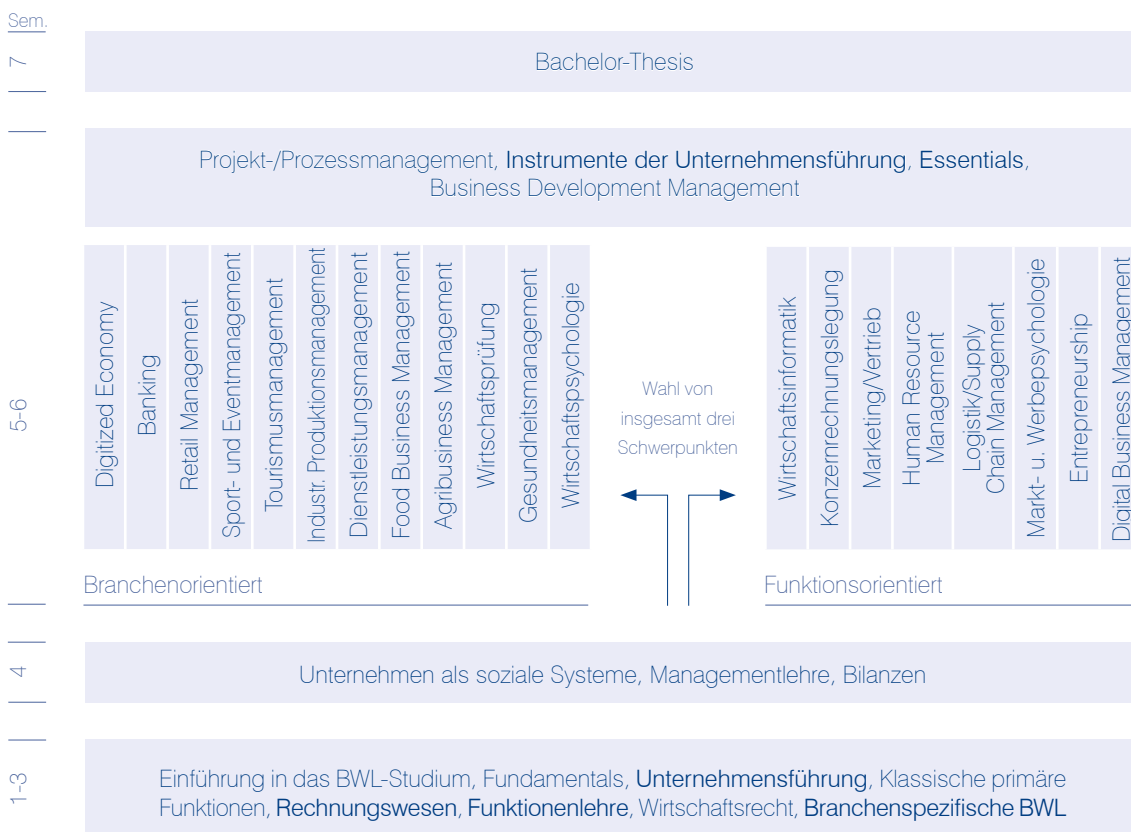 Sem.
7
Bachelor-Thesis
Projekt-/Prozessmanagement, Instrumente der Unternehmensführung, Essentials,
Business Development Management
5-6
Digitized Economy
Banking
Retail Management
Sport- und Eventmanagement
Tourismusmanagement
Industr. Produktionsmanagement
Dienstleistungsmanagement
Food Business Management
Agribusiness Management
Wirtschaftsprüfung
Gesundheitsmanagement
Wirtschaftspsychologie
Wahl von
insgesamt drei
Schwerpunkten
Wirtschaftsinformatik
Konzernrechnungslegung
Marketing/Vertrieb
Human Resource
Management
Logistik/Supply
Chain Management
Markt- u. Werbepsychologie
Entrepreneurship
Digital Business Management
Branchenorientiert
Funktionsorientiert
4
Unternehmen als soziale Systeme, Managementlehre, Bilanzen
1-3
Einführung in das BWL-Studium, Fundamentals, Unternehmensführung, Klassische primäre
Funktionen, Rechnungswesen, Funktionenlehre, Wirtschaftsrecht, Branchenspezifische BWL